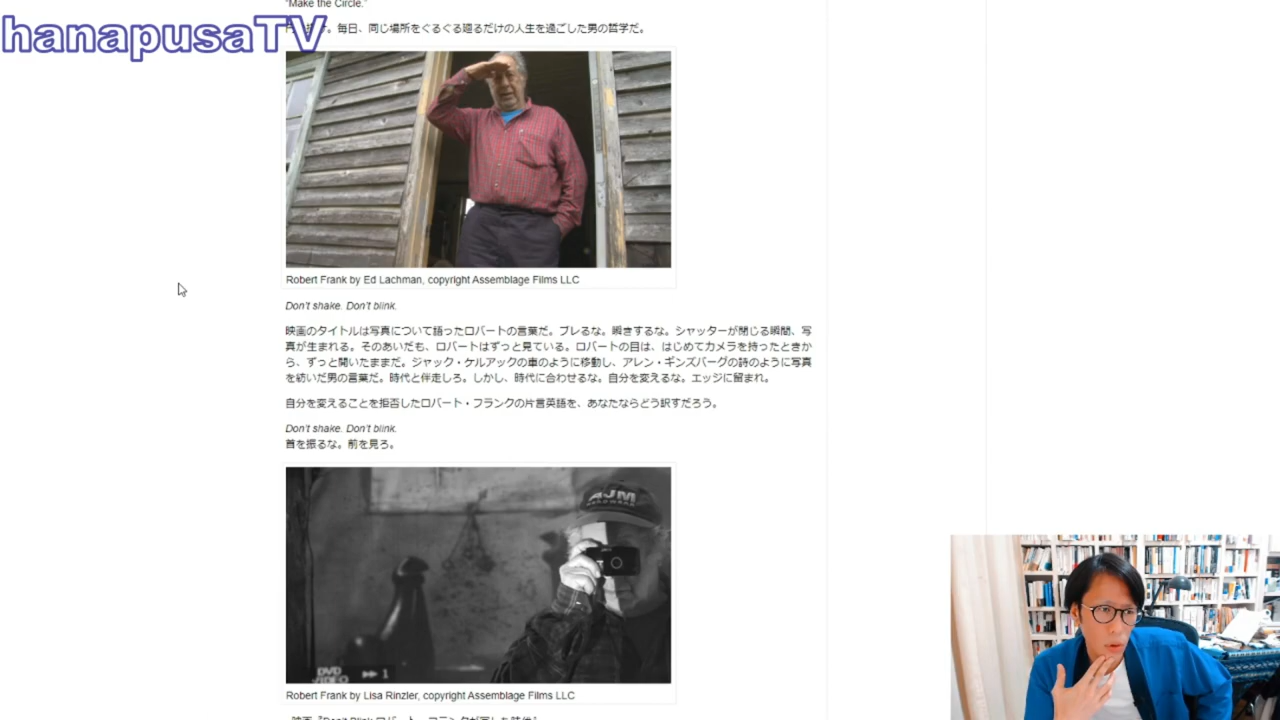 "Make the Circle."
hanapusaTV
。毎日、同じ場所をぐるぐる廻るだけの人生を過ごした男の哲学だ。
Robert Frank by Ed Lachman, copyright Assemblage Films LLC
Don't shake. Don't blink.
映画のタイトルは写真について語ったロバートの言葉だ。ブレるな。瞬きするな。シャッターが閉じる瞬間、写
真が生まれる。そのあいだも、ロバートはずっと見ている。ロバートの目は、はじめてカメラを持ったときか
ら、ずっと開いたままだ。ジャック・ケルアックの車のように移動し、アレン・ギンズバーグの詩のように写真
を紡いだ男の言葉だ。時代と伴走しろ。しかし、時代に合わせるな。自分を変えるな。エッジに留まれ。
自分を変えることを拒否したロバート・フランクの片言英語を、あなたならどう訳すだろう。
Don't shake. Don't blink.
首を振るな。前を見ろ。
AJM
DVD
VIDEO ▶▶ 1
Robert Frank by Lisa Rinzler, copyright Assemblage Films LLC